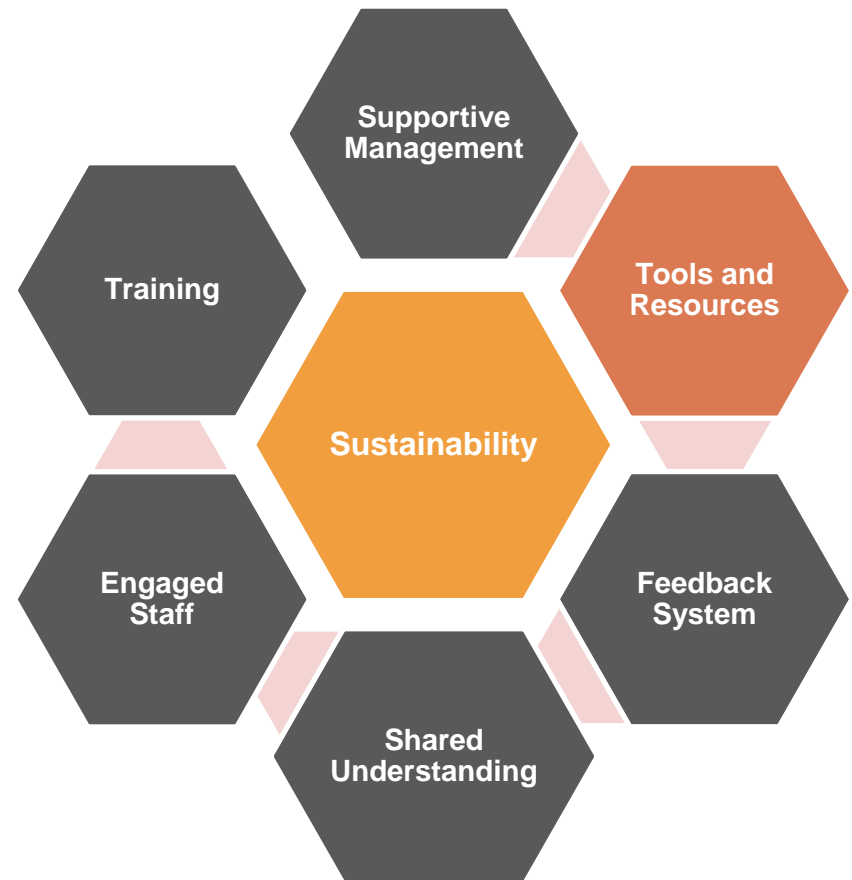 Supportive
Management
Tools and
Resources
Training
Sustainability
Feedback
System
Engaged
Staff
Shared
Understanding